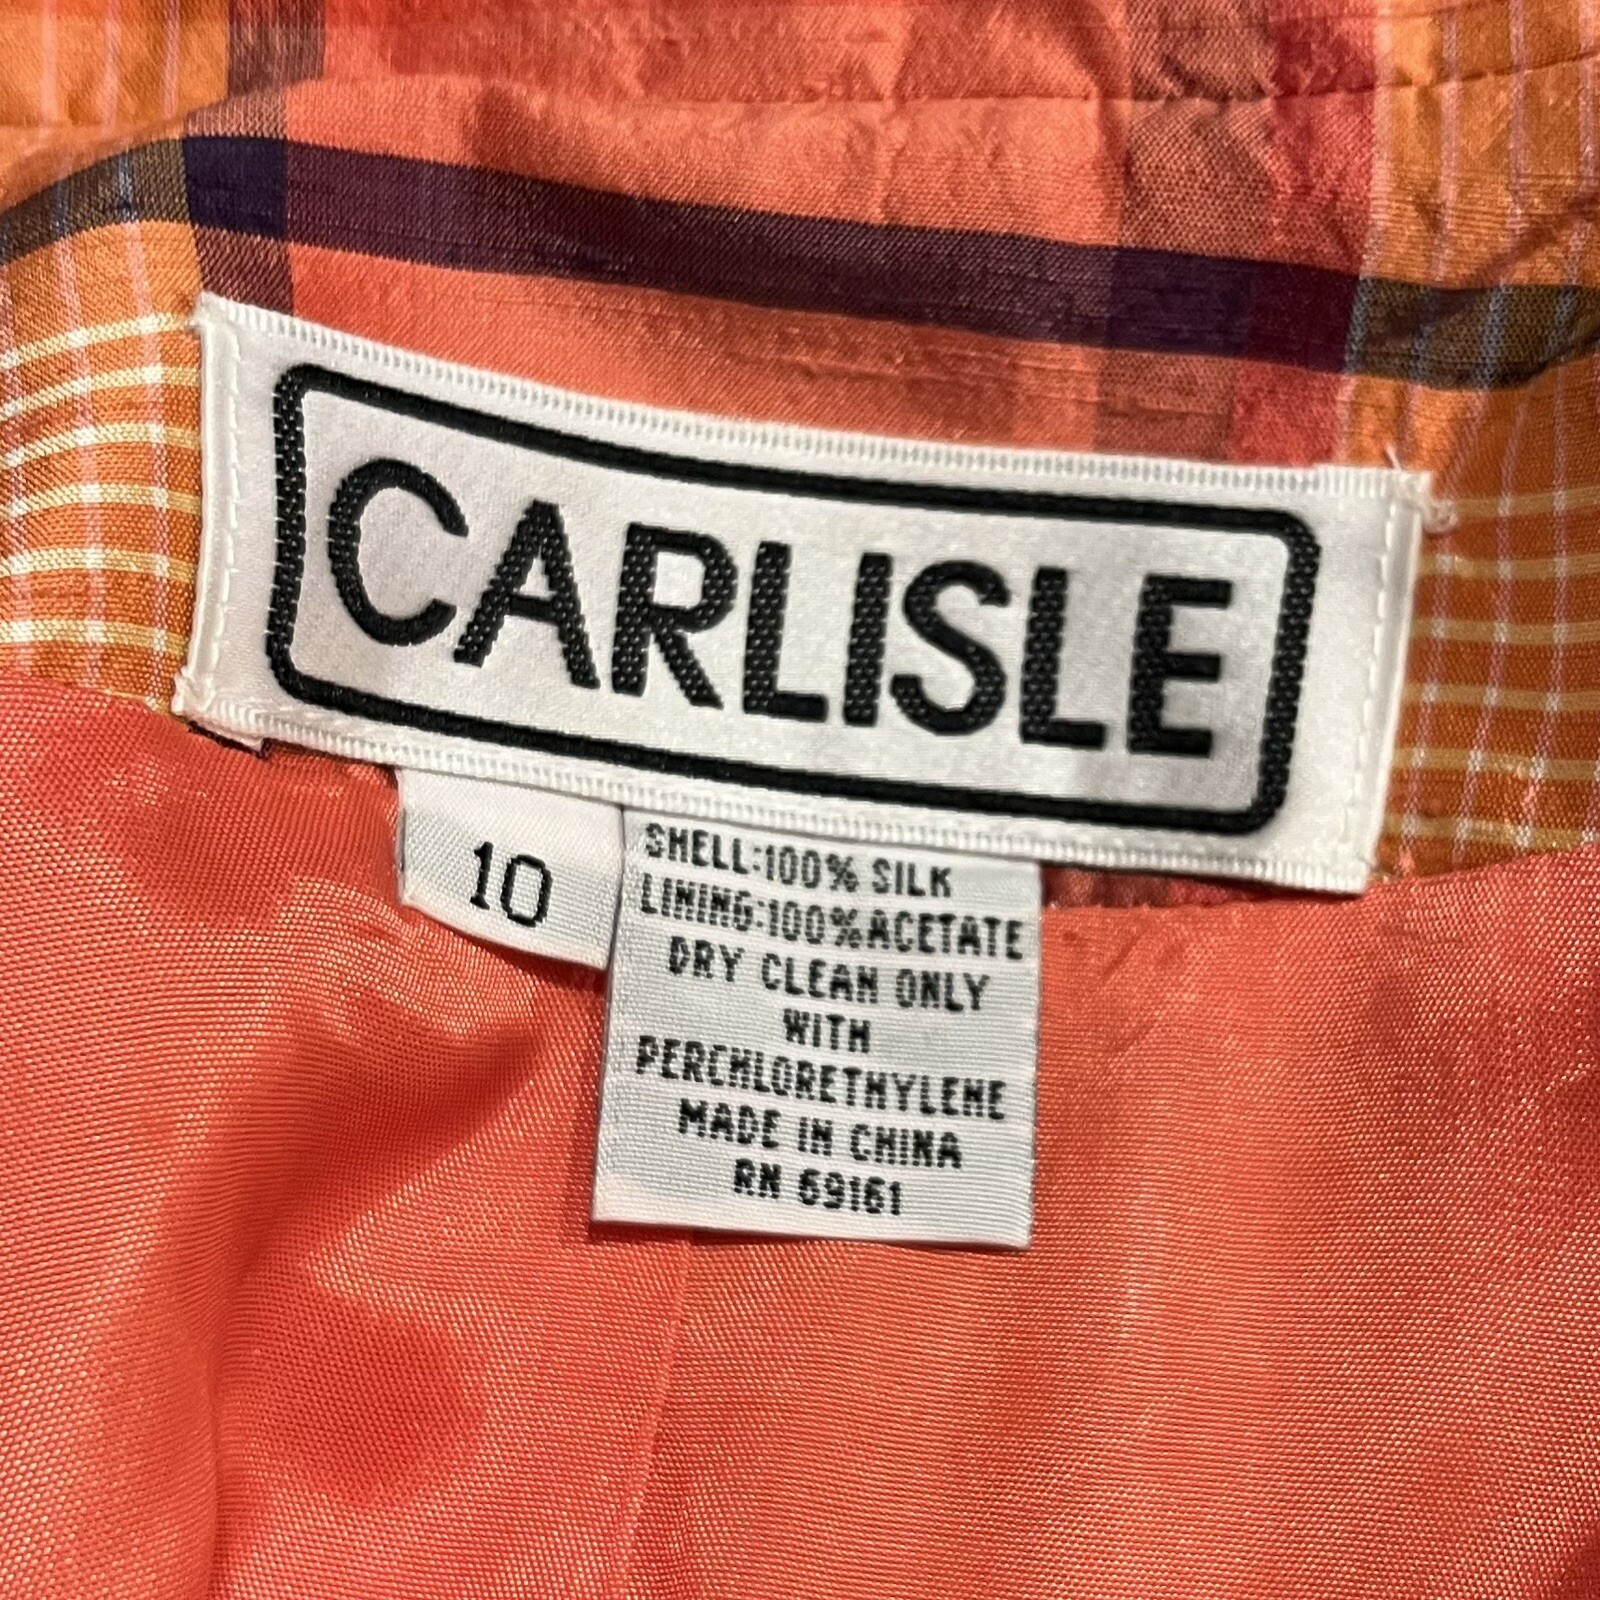 CARLISLE
10
SHELL:100% SILK
LINING:100%ACETATE
DRY CLEAN ONLY
WITH
PERCHLORETHYLENE
MADE IN CHINA
RN 69161